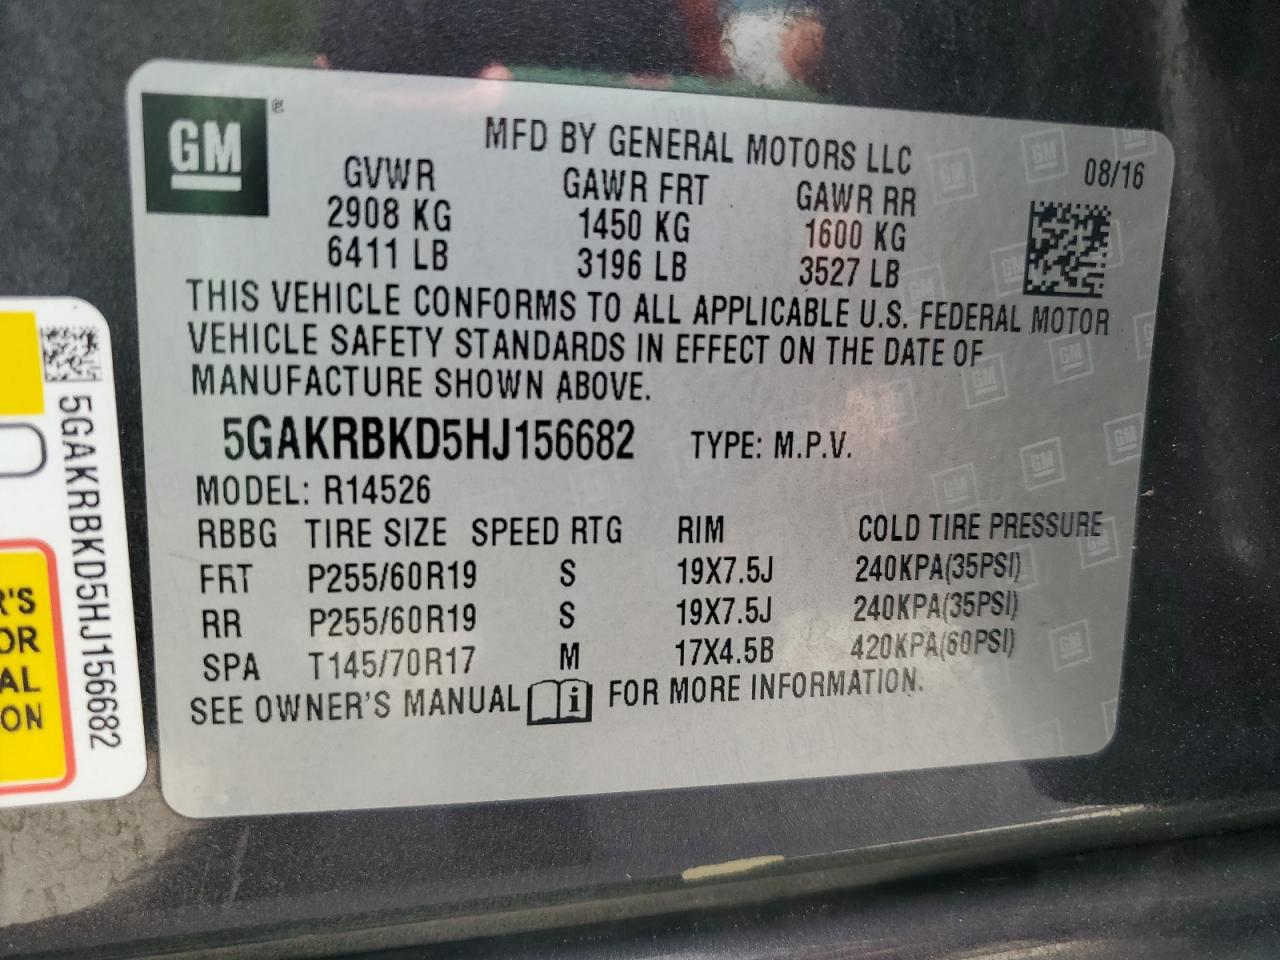 GM ®
MFD BY GENERAL MOTORS LLC
08/16
GVWR GAWR FRT GAWR RR
2908 KG 1450 KG 1600 KG
6411 LB 3196 LB 3527 LB
THIS VEHICLE CONFORMS TO ALL APPLICABLE U.S. FEDERAL MOTOR
VEHICLE SAFETY STANDARDS IN EFFECT ON THE DATE OF
MANUFACTURE SHOWN ABOVE.
5GAKRBKD5HJ156682 TYPE: M.P.V.
MODEL: R14526
RBBG TIRE SIZE SPEED RTG RIM COLD TIRE PRESSURE
FRT P255/60R19 S 19X7.5J 240KPA(35PSI)
RR P255/60R19 S 19X7.5J 240KPA(35PSI)
SPA T145/70R17 M 17X4.5B 420KPA(60PSI)
SEE OWNER'S MANUAL i FOR MORE INFORMATION.
5GAKRBKD5HJ156682
R'S
OR
AL
ON